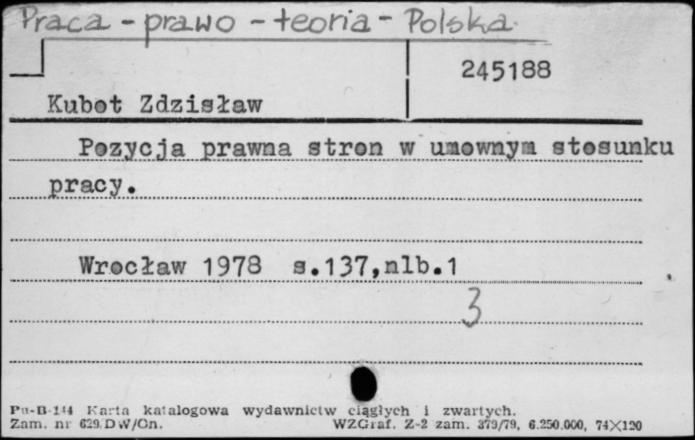 Praca - prawo - teoria - Polska
245188
Kubot Zdzisław
Pozycja prawna stron w umownym stosunku
pracy.
Wrocław 1978 s.137,nlb.1
3
Pu-B-144 Karta katalogowa wydawnictw ciągłych i zwartych.
Zam. nr 629/DW/On. WZGraf. Z-2 zam. 379/79, 6.250.000, 74×120